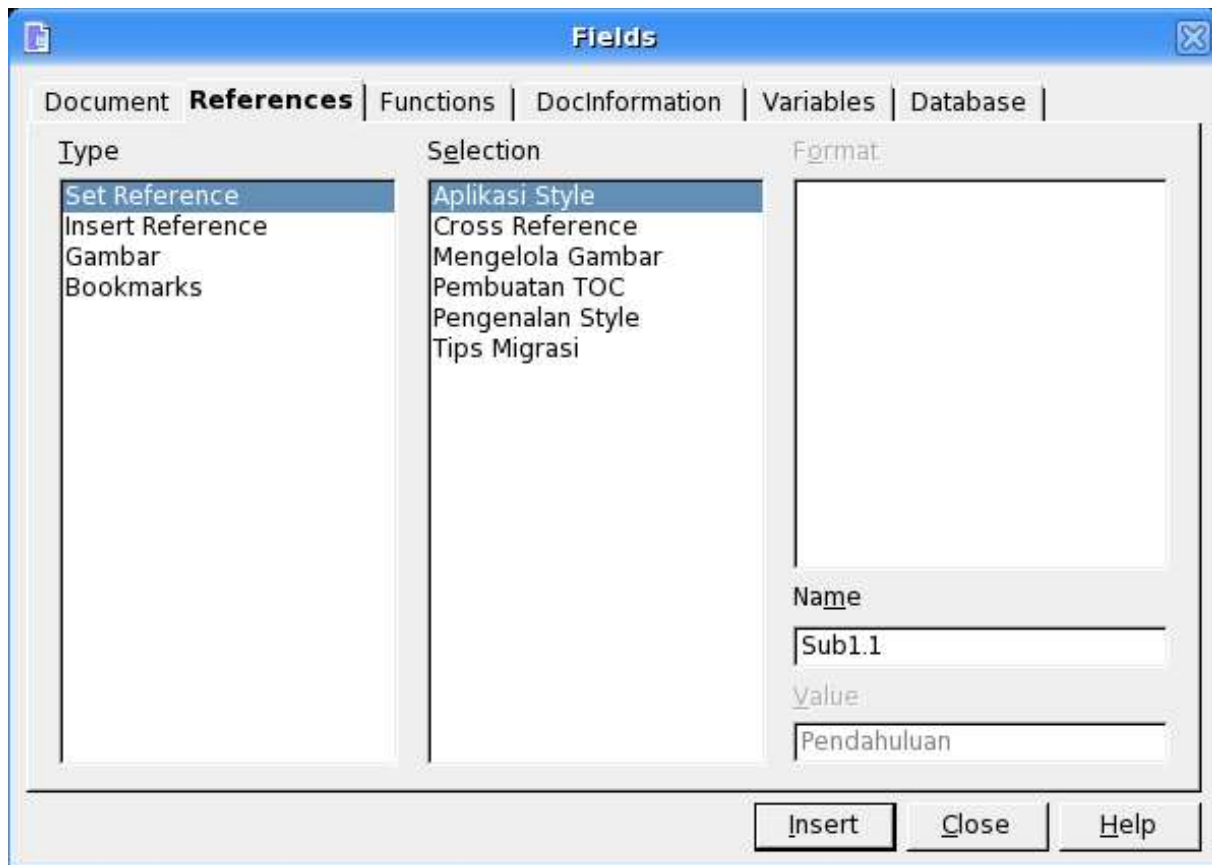 Fields
Document References Functions DocInformation Variables Database
Type
Set Reference
Insert Reference
Gambar
Bookmarks
Selection
Aplikasi Style
Cross Reference
Mengelola Gambar
Pembuatan TOC
Pengenalan Style
Tips Migrasi
Format
Name
Sub1.1
Value
Pendahuluan
Insert Close Help